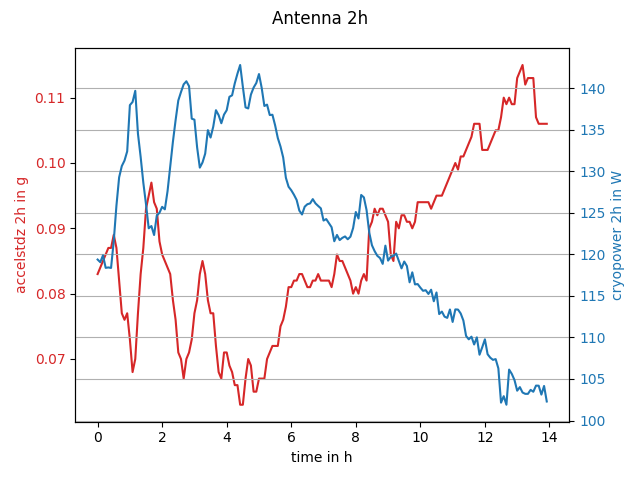 Antenna 2h
accelstdz 2h in g
0.11
0.10
0.09
0.08
0.07
140
135
130
125
120
115
110
105
100
cryopower 2h in W
0 2 4 6 8 10 12 14
time in h